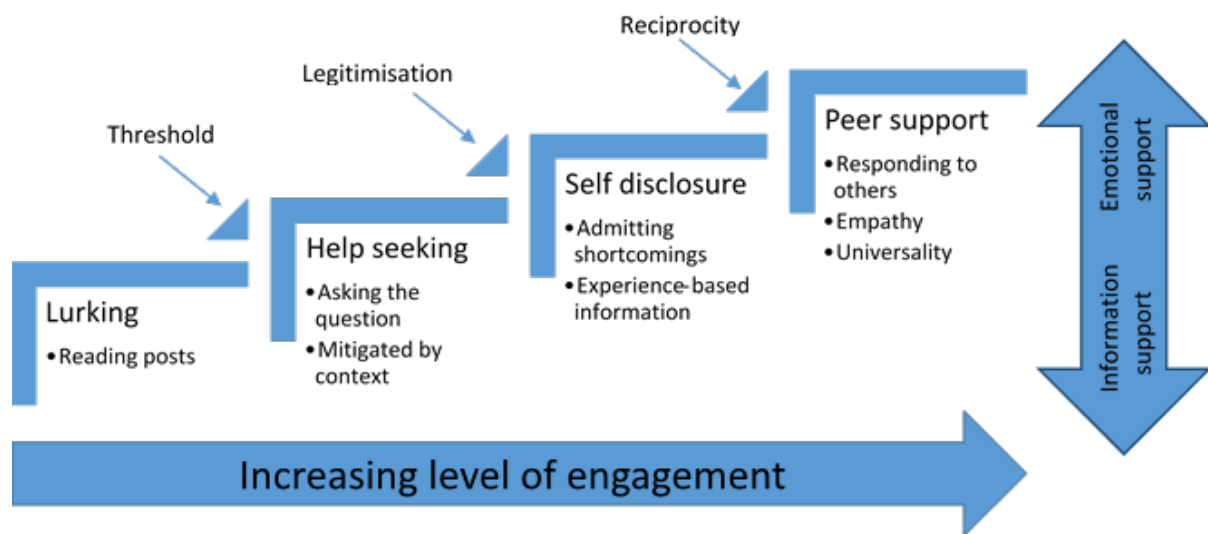 Reciprocity
Legitimisation
Threshold
Peer support
•Responding to
others
•Empathy
•Universality
Self disclosure
•Admitting
shortcomings
•Experience-based
information
Help seeking
•Asking the
question
•Mitigated by
context
Lurking
•Reading posts
Emotional
support
Information
support
Increasing level of engagement